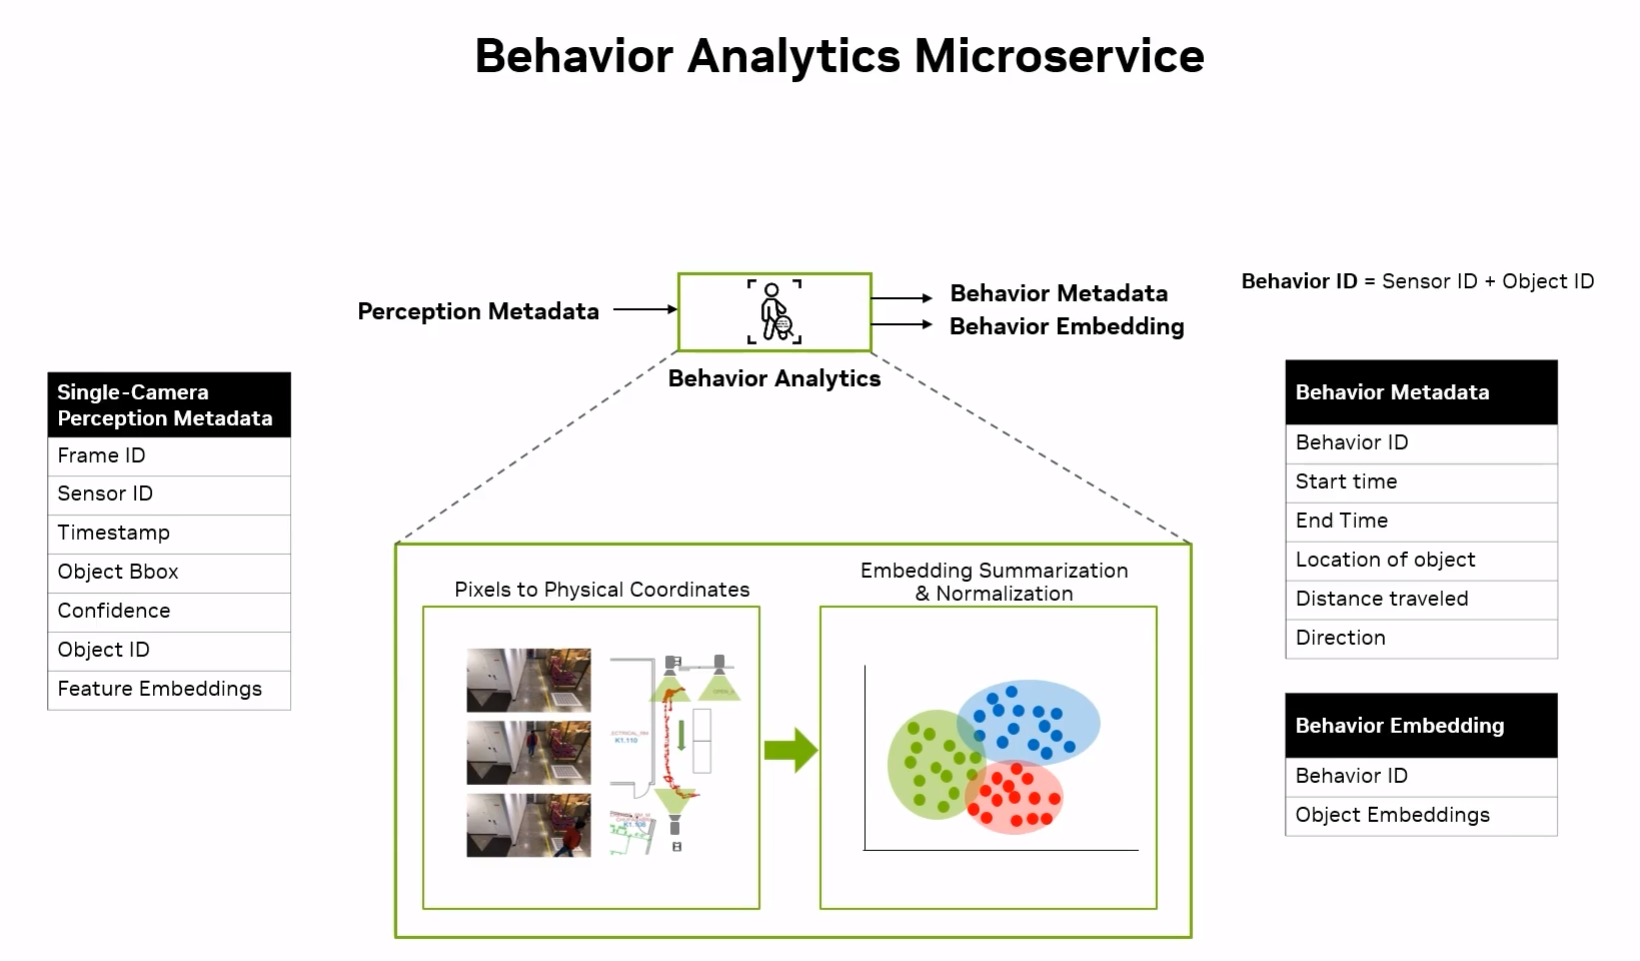 Behavior Analytics Microservice
Perception Metadata
Behavior Metadata
Behavior Embedding
Behavior ID = Sensor ID + Object ID
Behavior Analytics
Single-Camera
Perception Metadata
Frame ID
Sensor ID
Timestamp
Object Bbox
Confidence
Object ID
Feature Embeddings
Pixels to Physical Coordinates
K1.110
Embedding Summarization
& Normalization
Behavior Metadata
Behavior ID
Start time
End Time
Location of object
Distance traveled
Direction
Behavior Embedding
Behavior ID
Object Embeddings